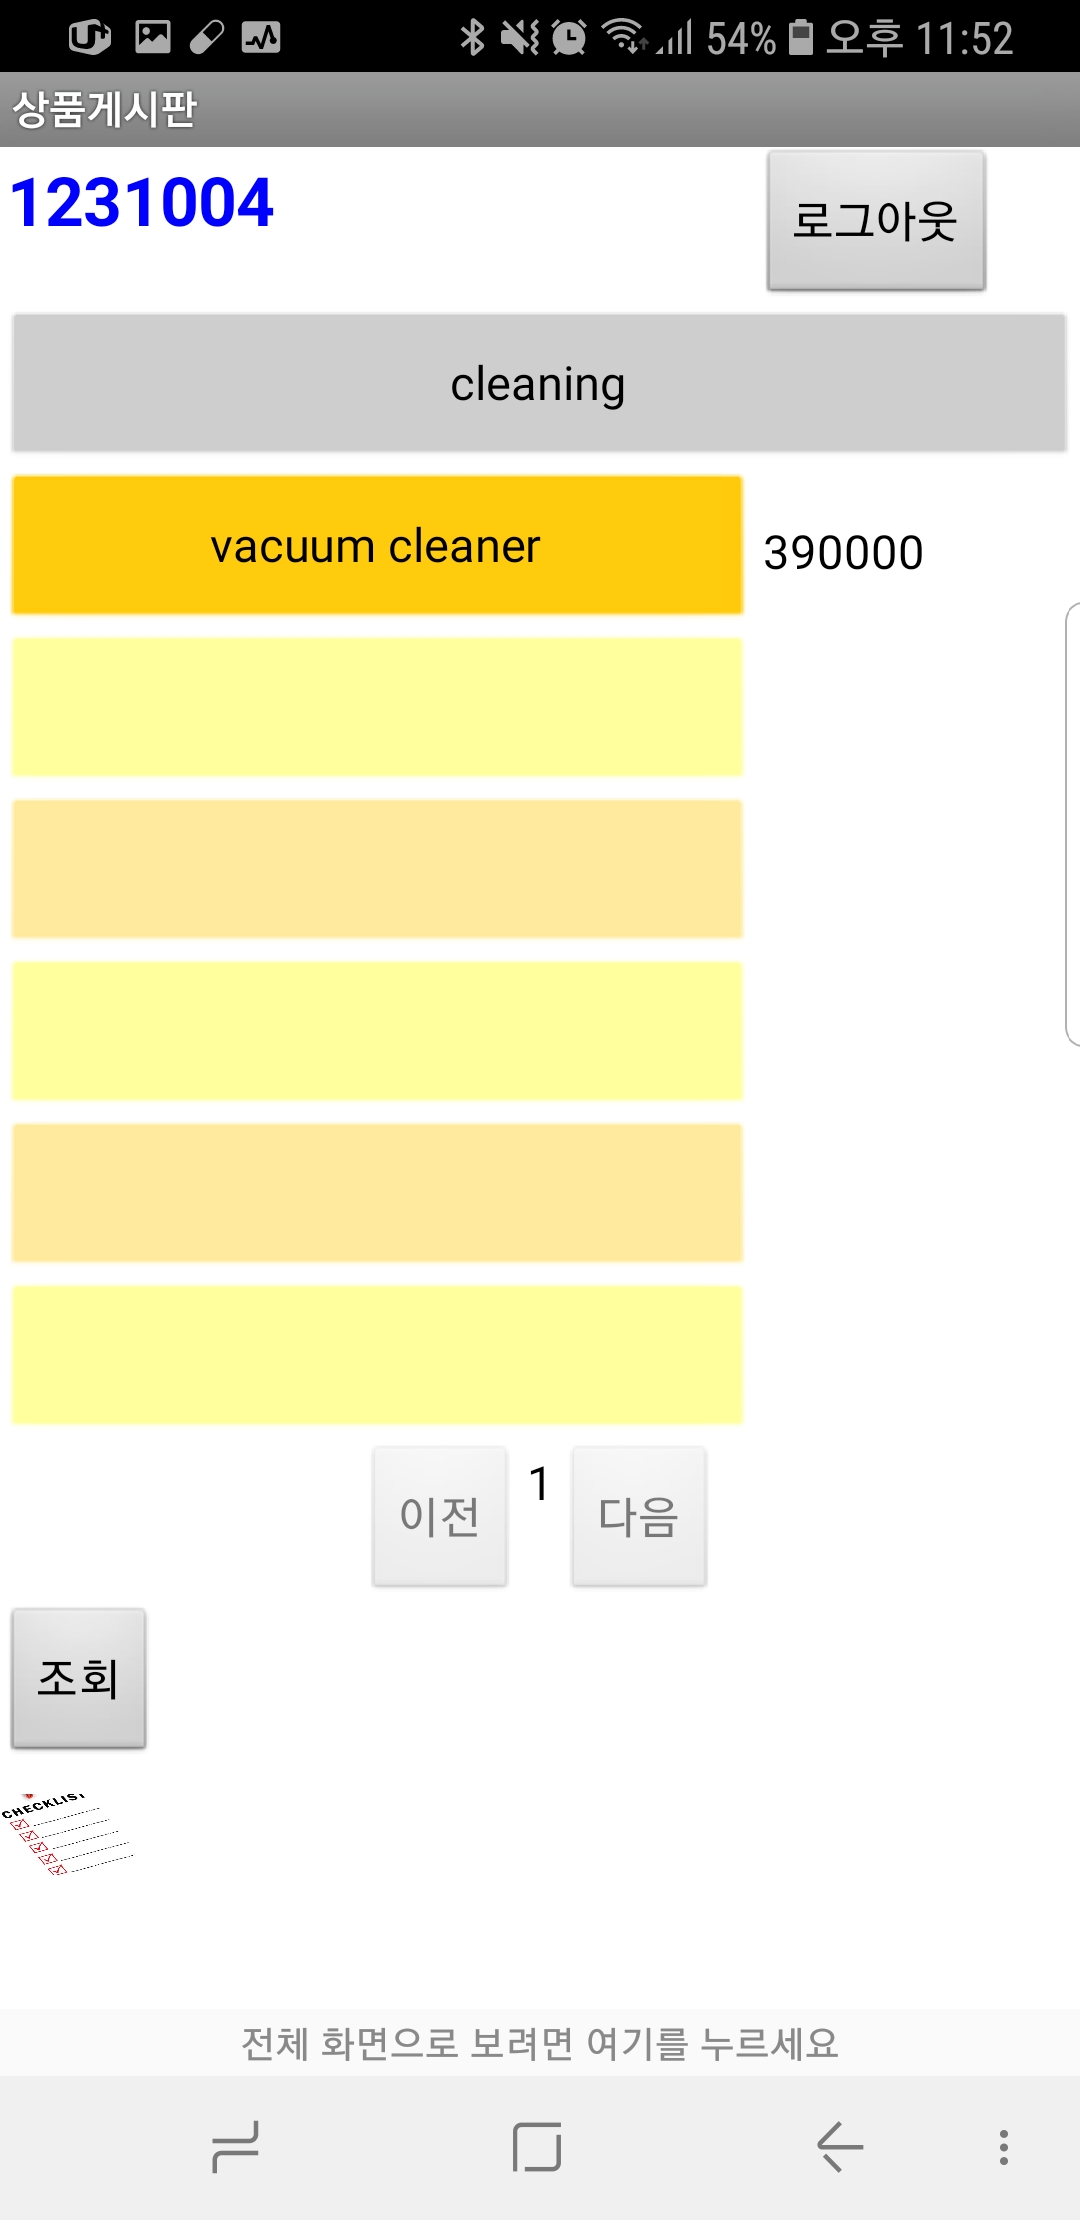 54% 오후 11:52
상품게시판
1231004
로그아웃
cleaning
vacuum cleaner 390000
이전 1 다음
조회
CHECKLIST
전체 화면으로 보려면 여기를 누르세요